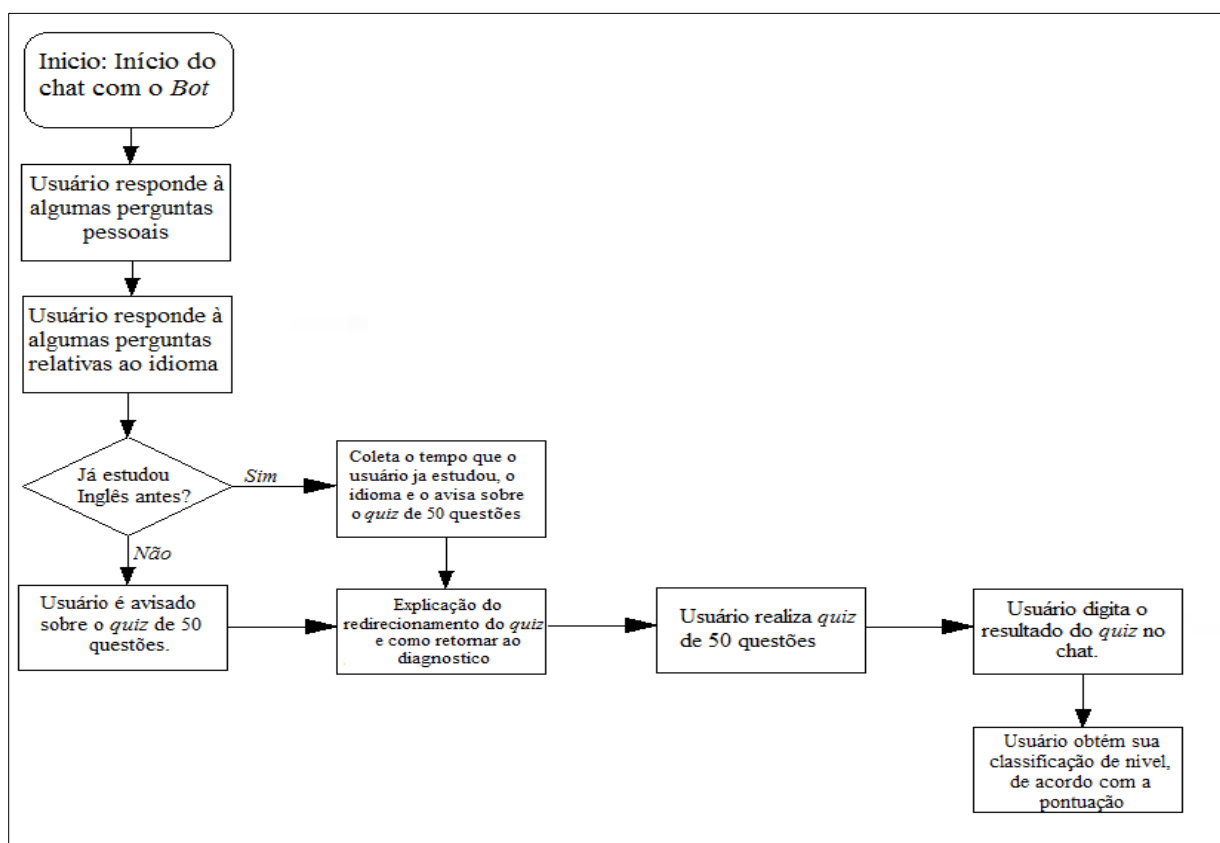 Inicio: Início do
chat com o Bot
Usuário responde à
algumas perguntas
pessoais
Usuário responde à
algumas perguntas
relativas ao idioma
Já estudou
Inglês antes?
Sim
Coleta o tempo que o
usuário ja estudou, o
idioma e o avisa sobre
o quiz de 50 questões
Não
Usuário é avisado
sobre o quiz de 50
questões.
Explicação do
redirecionamento do quiz
e como retornar ao
diagnostico
Usuário realiza quiz
de 50 questões
Usuário digita o
resultado do quiz no
chat.
Usuário obtém sua
classificação de nível,
de acordo com a
pontuação